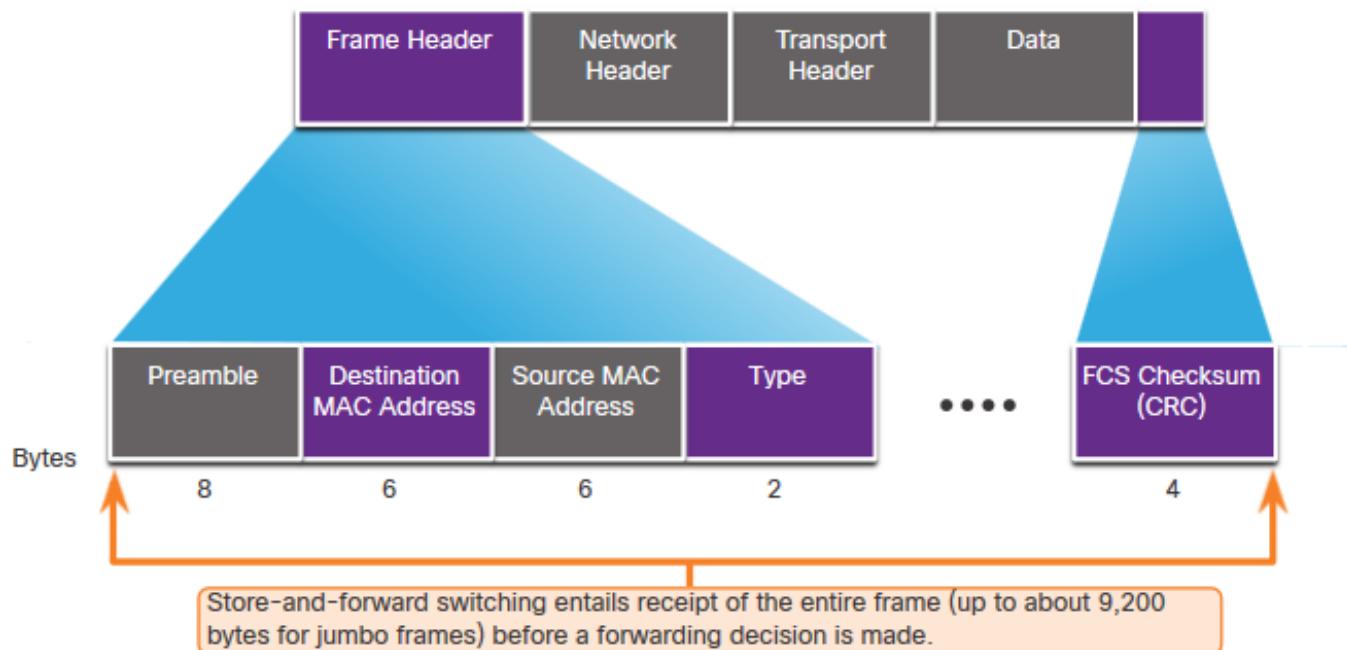 Frame Header
Network
Header
Transport
Header
Data
Preamble
Destination
MAC Address
Source MAC
Address
Type
FCS Checksum
(CRC)
Bytes
8
6
6
2
4
Store-and-forward switching entails receipt of the entire frame (up to about 9,200
bytes for jumbo frames) before a forwarding decision is made.